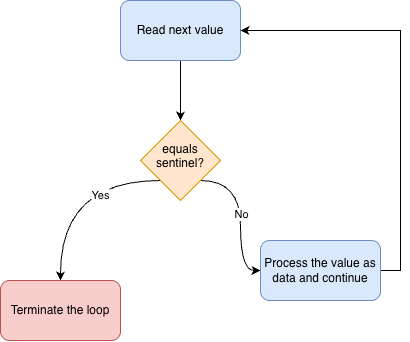 Read next value
equals
sentinel?
Yes
No
Process the value as
data and continue
Terminate the loop